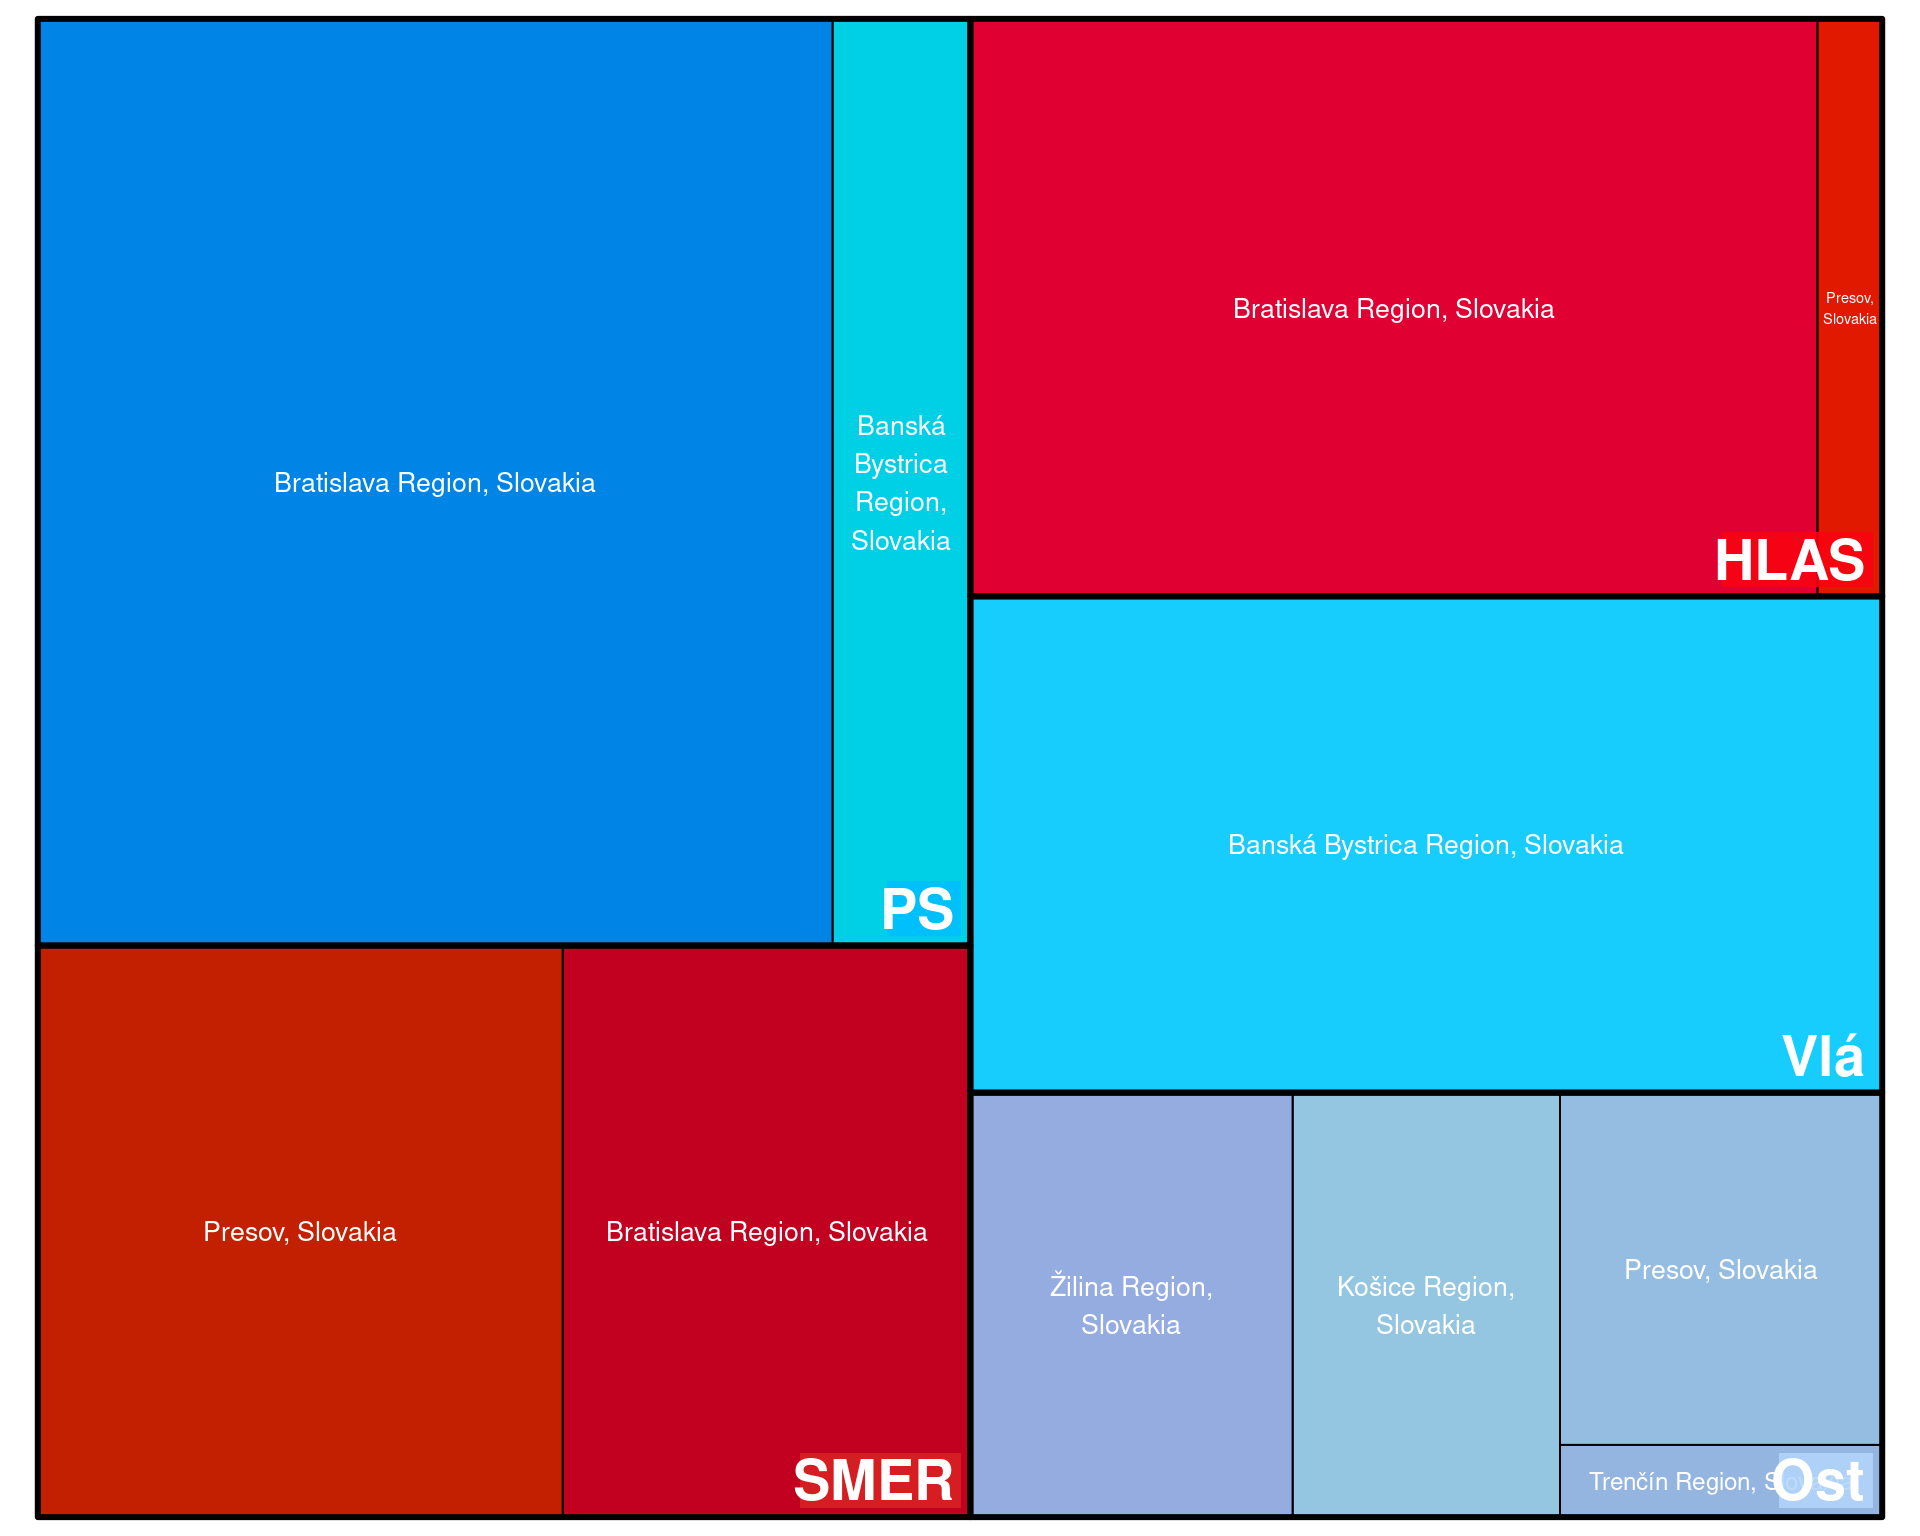 Bratislava Region, Slovakia
Banská
Bystrica
Region,
Slovakia
PS
Bratislava Region, Slovakia
Presov,
Slovakia
HLAS
Banská Bystrica Region, Slovakia
Vlá
Presov, Slovakia
Bratislava Region, Slovakia
SMER
Žilina Region,
Slovakia
Košice Region,
Slovakia
Presov, Slovakia
Trenčín Region,
Ost